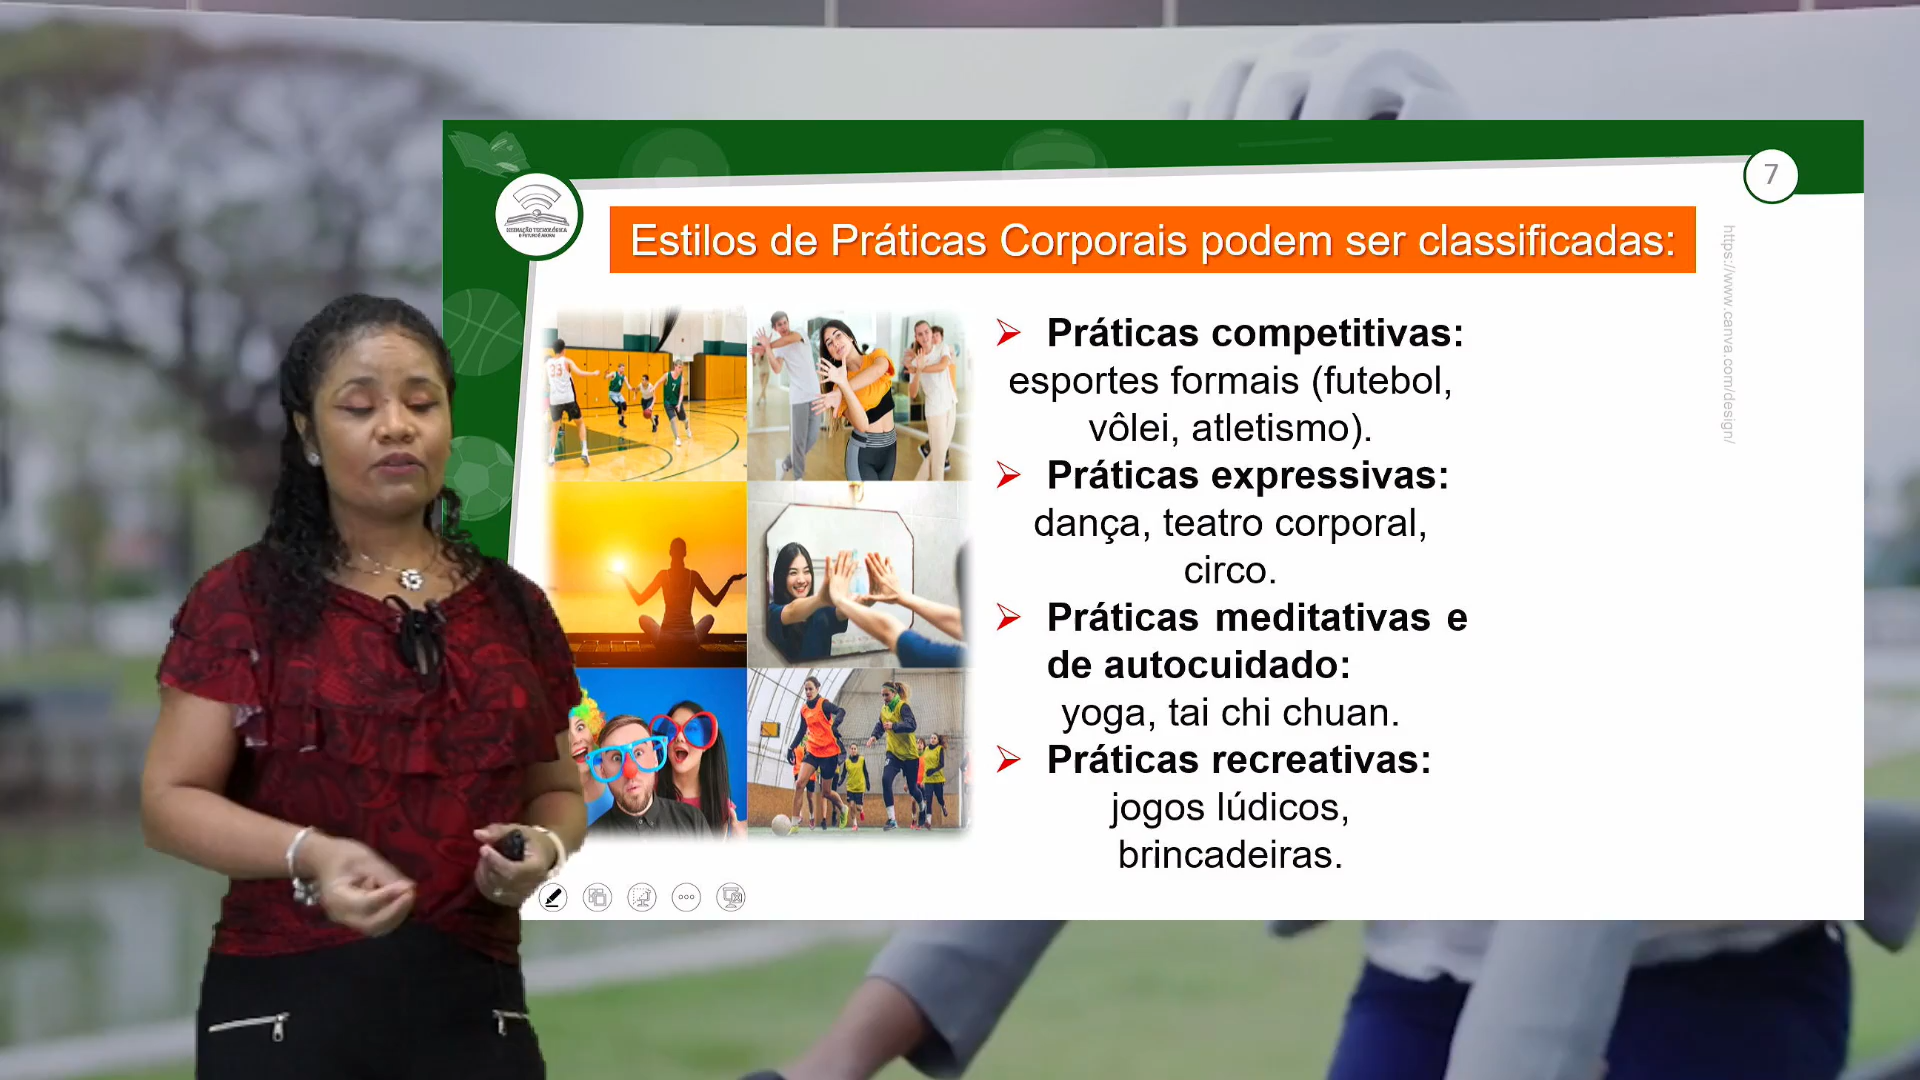 7
Estilos de Práticas Corporais podem ser classificadas:
https://www.canva.com/design/
Práticas competitivas:
esportes formais (futebol,
vôlei, atletismo).
Práticas expressivas:
dança, teatro corporal,
circo.
Práticas meditativas e
de autocuidado:
yoga, tai chi chuan.
Práticas recreativas:
jogos lúdicos,
brincadeiras.